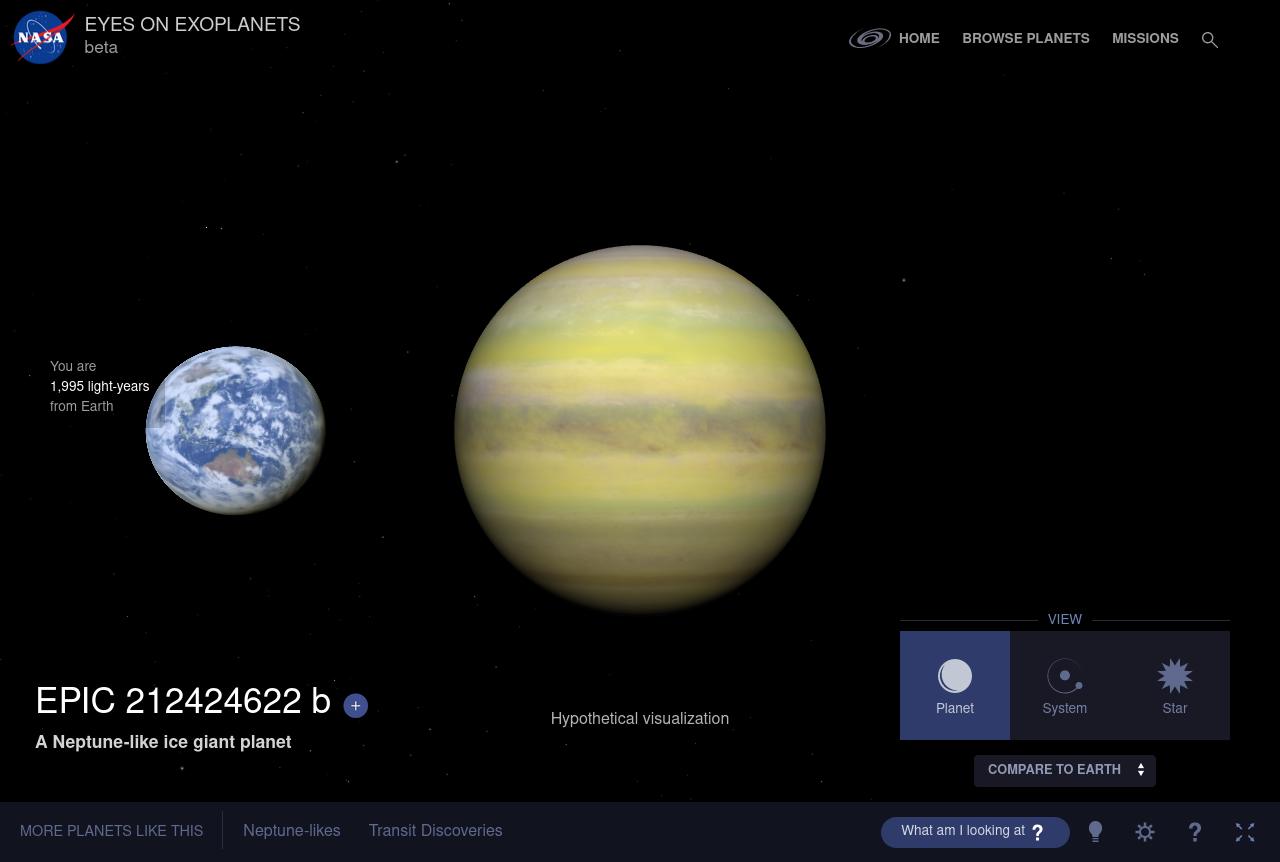 NASA
EYES ON EXOPLANETS
beta
HOME
BROWSE PLANETS
MISSIONS
You are
1,995 light-years
from Earth
EPIC 212424622 b +
A Neptune-like ice giant planet
Hypothetical visualization
VIEW
Planet
System
Star
COMPARE TO EARTH
MORE PLANETS LIKE THIS
Neptune-likes
Transit Discoveries
What am I looking at ?
?